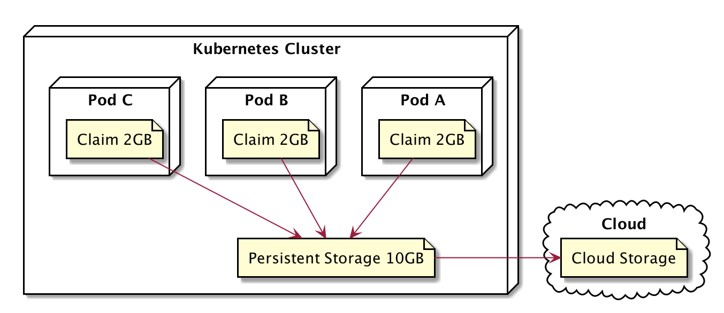 Kubernetes Cluster
Pod C
Pod B
Pod A
Claim 2GB
Claim 2GB
Claim 2GB
Cloud
Persistent Storage 10GB
Cloud Storage